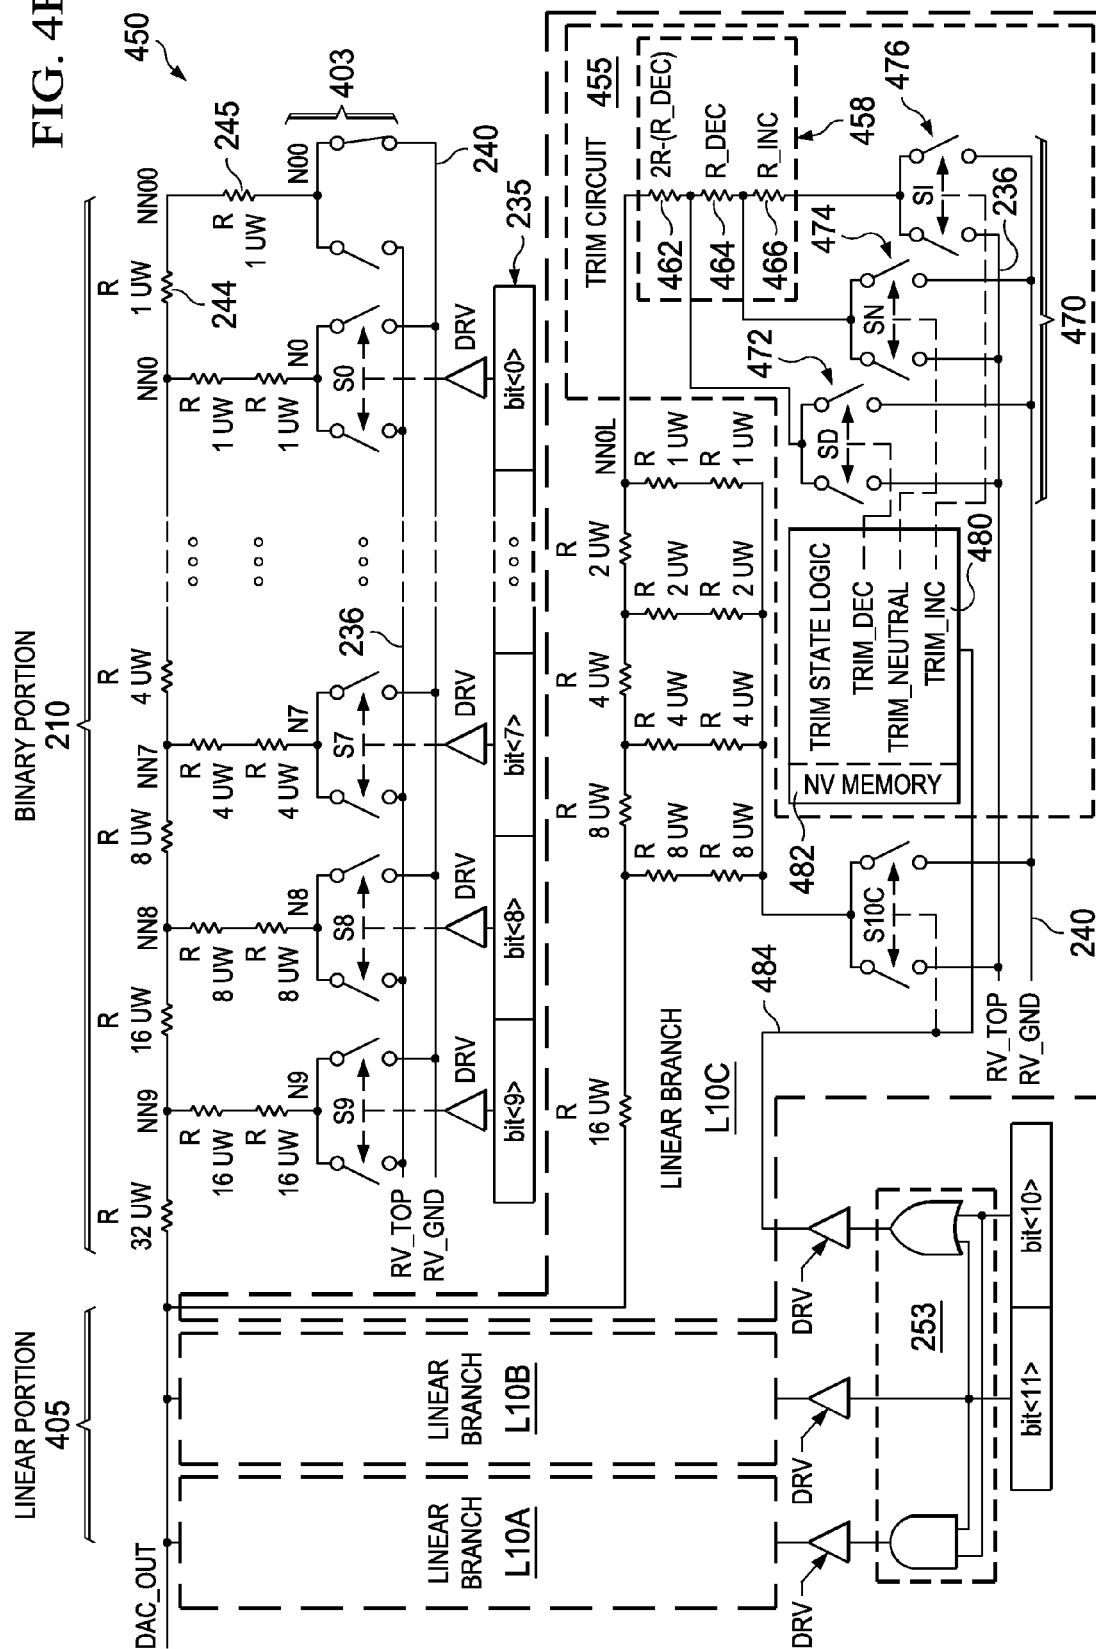 FIG. 4B
450
LINEAR PORTION
405
BINARY PORTION
210
DAC_OUT
R
32 UW
NN9
R
16 UW
NN8
R
8 UW
NN7
R
4 UW
NN0
R
1 UW
244
NN00
R
1 UW
245
R
16 UW
R
16 UW
R
8 UW
R
8 UW
R
4 UW
R
4 UW
R
1 UW
R
1 UW
N9
N8
N7
N0
N00
S9
S8
S7
S0
403
236
240
RV_TOP
RV_GND
DRV
DRV
DRV
DRV
235
bit<9>
bit<8>
bit<7>
bit<0>
LINEAR
BRANCH
L10A
LINEAR
BRANCH
L10B
LINEAR BRANCH
L10C
R
16 UW
R
8 UW
R
4 UW
R
2 UW
NN0L
R
8 UW
R
8 UW
R
4 UW
R
4 UW
R
2 UW
R
2 UW
R
1 UW
R
1 UW
TRIM CIRCUIT
455
462
2R-(R_DEC)
464
R_DEC
466
R_INC
458
472
474
476
SD
SN
SI
S10C
484
482
NV MEMORY
TRIM STATE LOGIC
TRIM_DEC
TRIM_NEUTRAL
TRIM_INC
480
470
236
240
RV_TOP
RV_GND
DRV
DRV
DRV
253
bit<11>
bit<10>